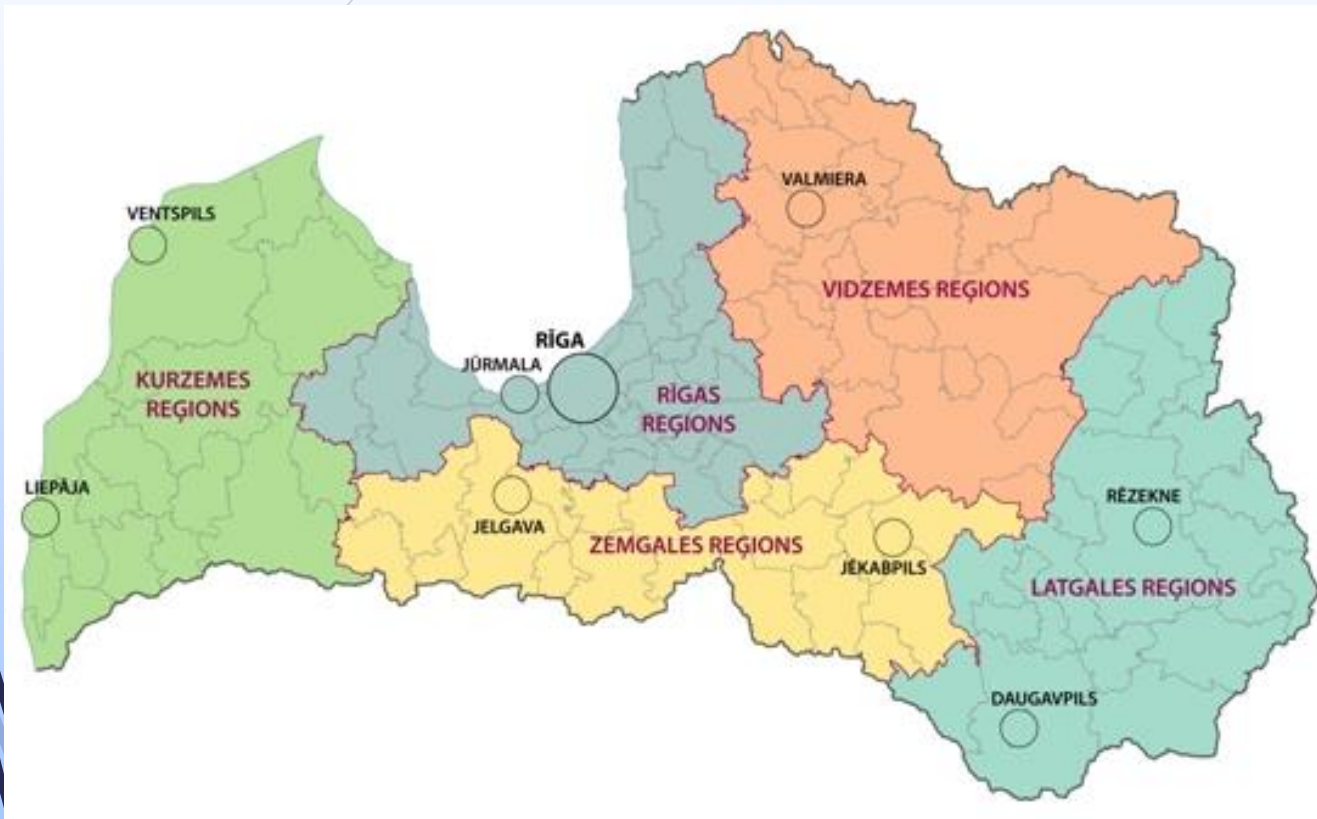 VALMIERA
VENTSPILS
VIDZEMES REĢIONS
RĪGA
JŪRMALA
KURZEMES
REĢIONS
RĪGAS
REĢIONS
LIEPĀJA
RĒZEKNE
JELGAVA
ZEMGALES REĢIONS
JĒKABPILS
LATGALES REĢIONS
DAUGAVPILS